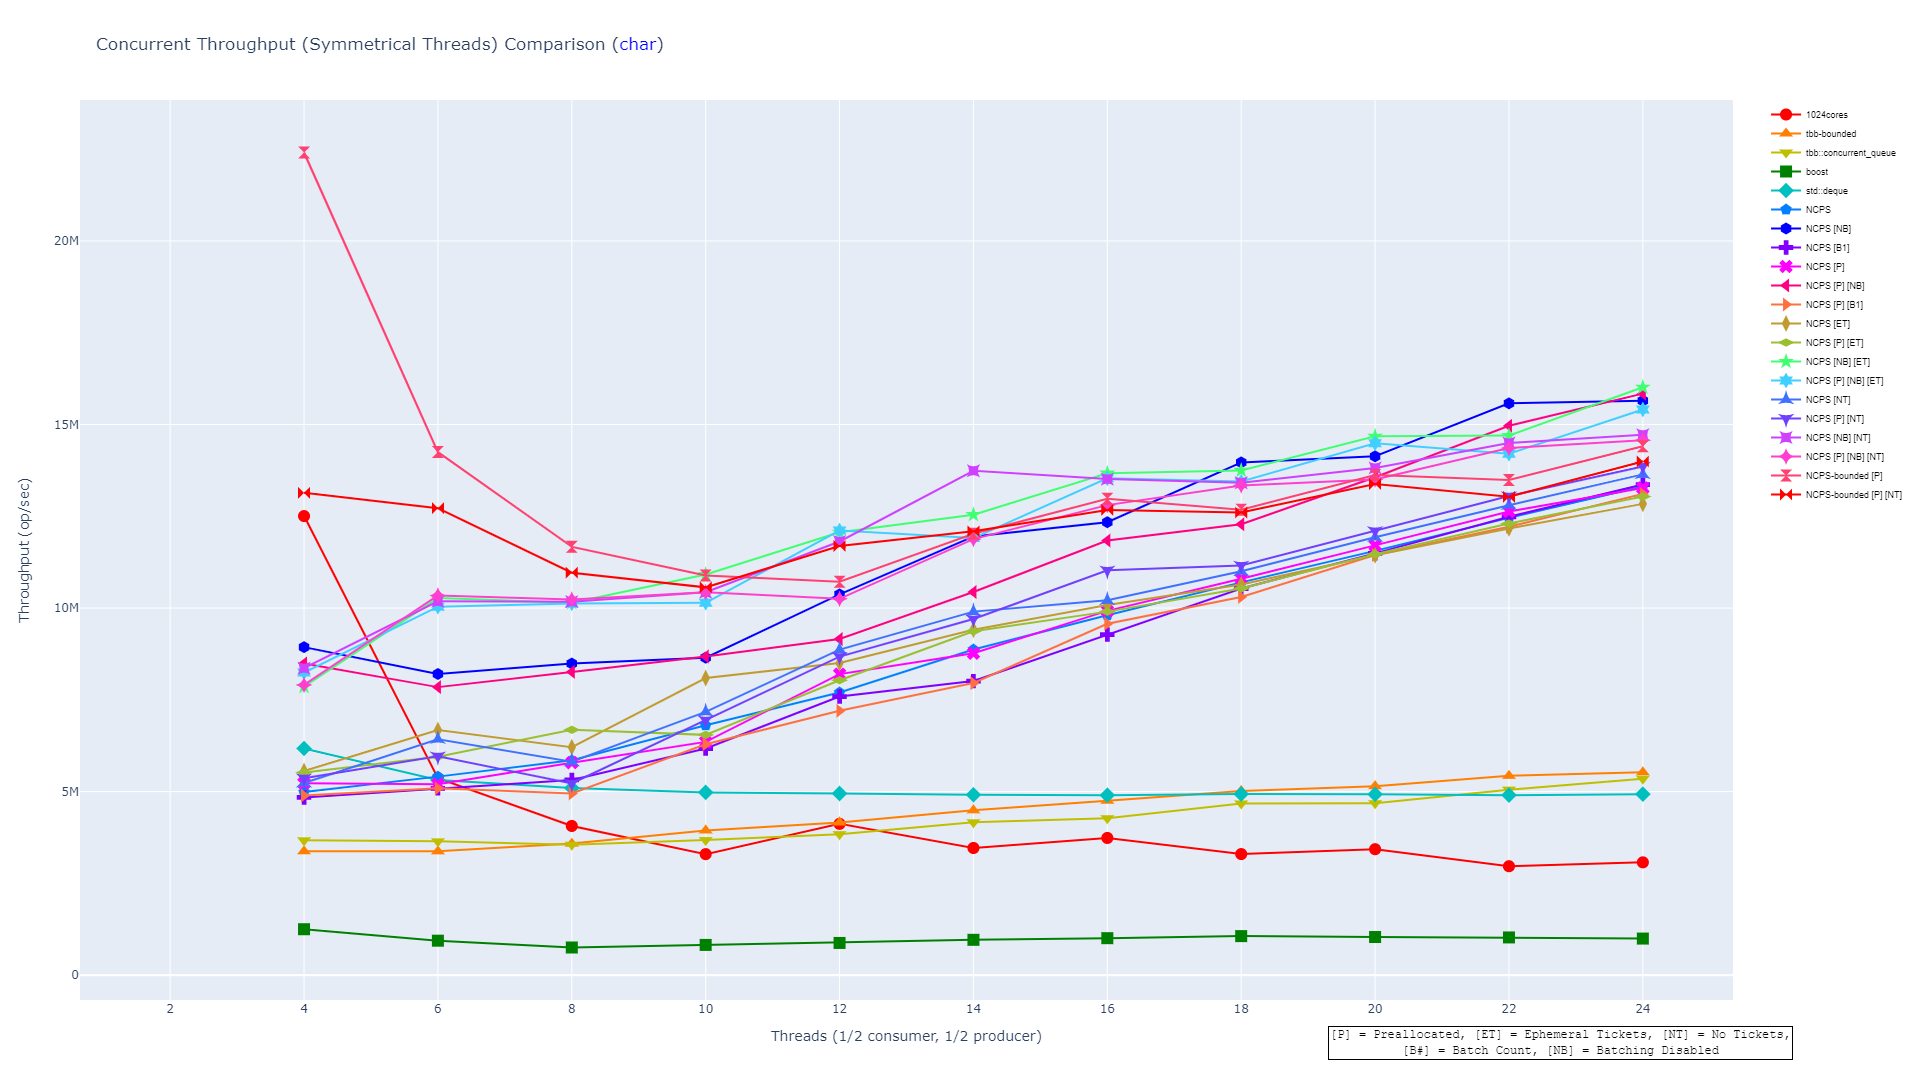 Concurrent Throughput (Symmetrical Threads) Comparison (char)
Throughput (op/sec)
20M
15M
10M
5M
0
2
4
6
8
10
12
14
16
18
20
22
24
Threads (1/2 consumer, 1/2 producer)
1024cores
tbb-bounded
tbb::concurrent_queue
boost
std::deque
NCPS
NCPS [NB]
NCPS [B1]
NCPS [P]
NCPS [P] [NB]
NCPS [P] [B1]
NCPS [ET]
NCPS [P] [ET]
NCPS [NB] [ET]
NCPS [P] [NB] [ET]
NCPS [NT]
NCPS [P] [NT]
NCPS [NB] [NT]
NCPS [P] [NB] [NT]
NCPS-bounded [P]
NCPS-bounded [P] [NT]
[P] = Preallocated, [ET] = Ephemeral Tickets, [NT] = No Tickets,
[B#] = Batch Count, [NB] = Batching Disabled